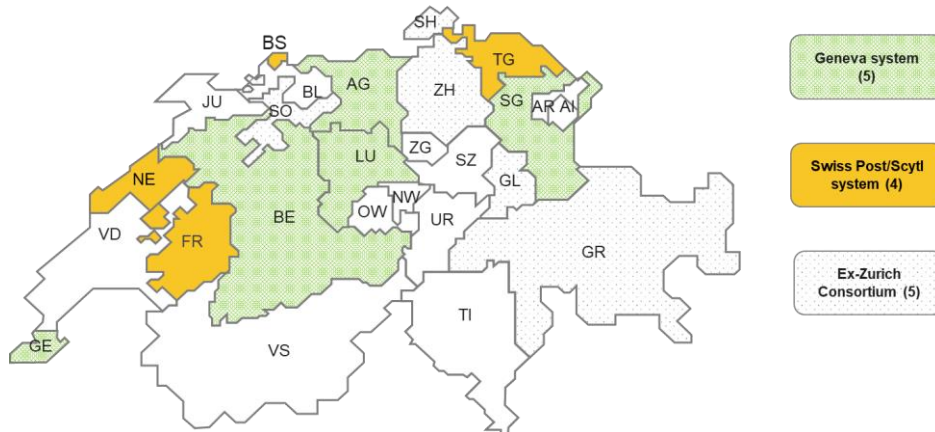 SH
BS
TG
Geneva system
(5)
AG
ZH
JU
BL
SG
AR
AI
SO
ZG
LU
SZ
NE
GL
Swiss Post/Scytl
system (4)
NW
OW
BE
UR
VD
FR
GR
Ex-Zurich
Consortium (5)
TI
GE
VS